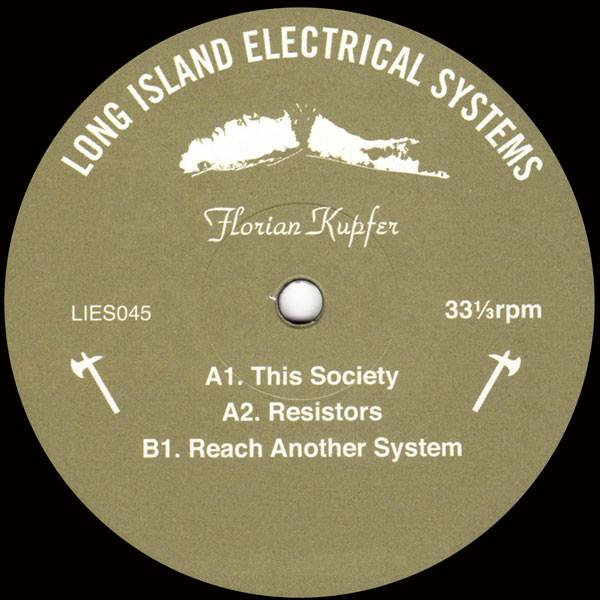 LONG ISLAND ELECTRICAL SYSTEMS
Florian Kupfer
LIES045
33⅓rpm
A1. This Society
A2. Resistors
B1. Reach Another System